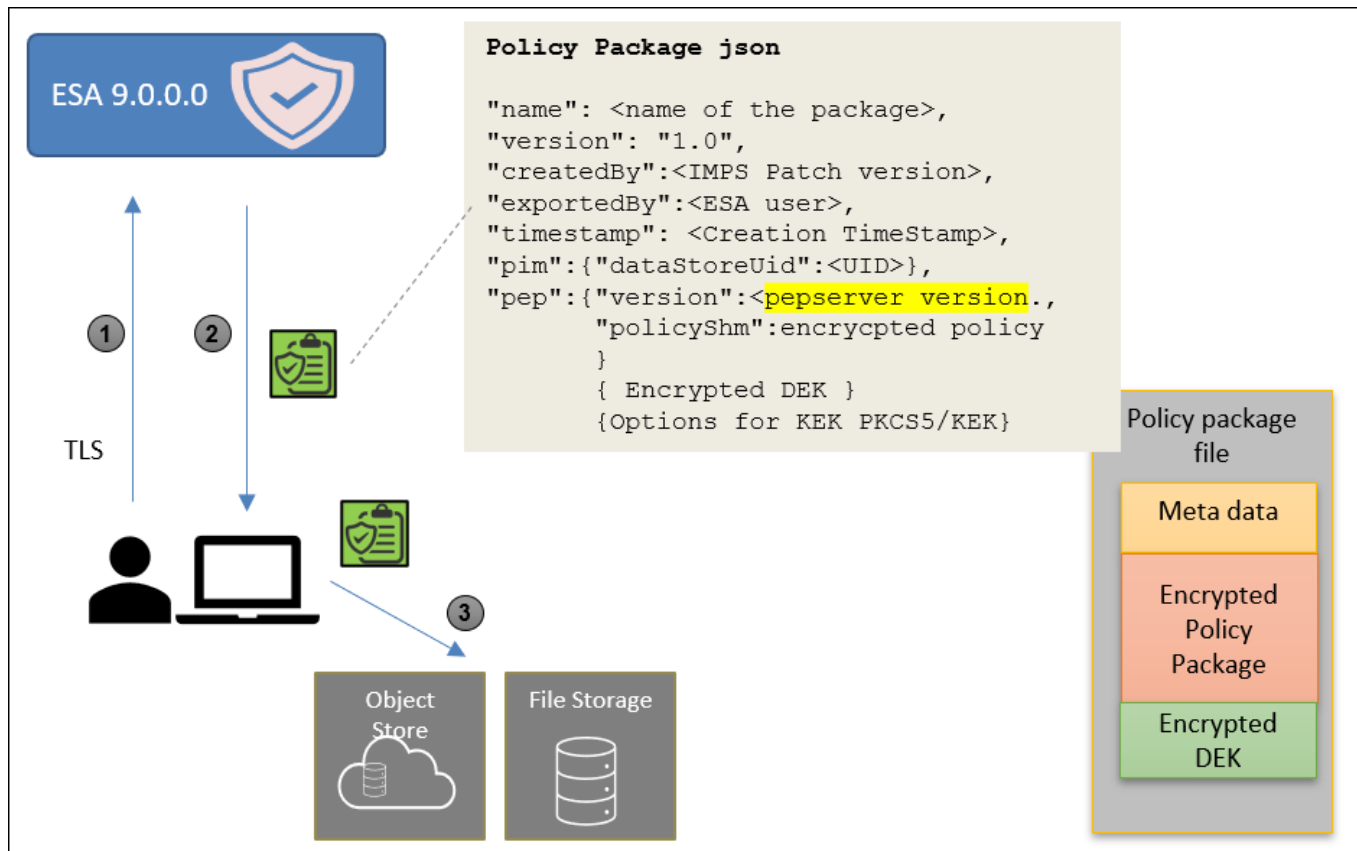 ESA 9.0.0.0
Policy Package json
"name": <name of the package>,
"version": "1.0",
"createdBy":<IMPS Patch version>,
"exportedBy":<ESA user>,
"timestamp": <Creation TimeStamp>,
"pim":{"dataStoreUid":<UID>},
"pep":{"version":<pepserver version.,
"policyShm":encrycpted policy
}
{ Encrypted DEK }
{Options for KEK PKCS5/KEK}
1
2
TLS
3
Object
Store
File Storage
Policy package
file
Meta data
Encrypted
Policy
Package
Encrypted
DEK